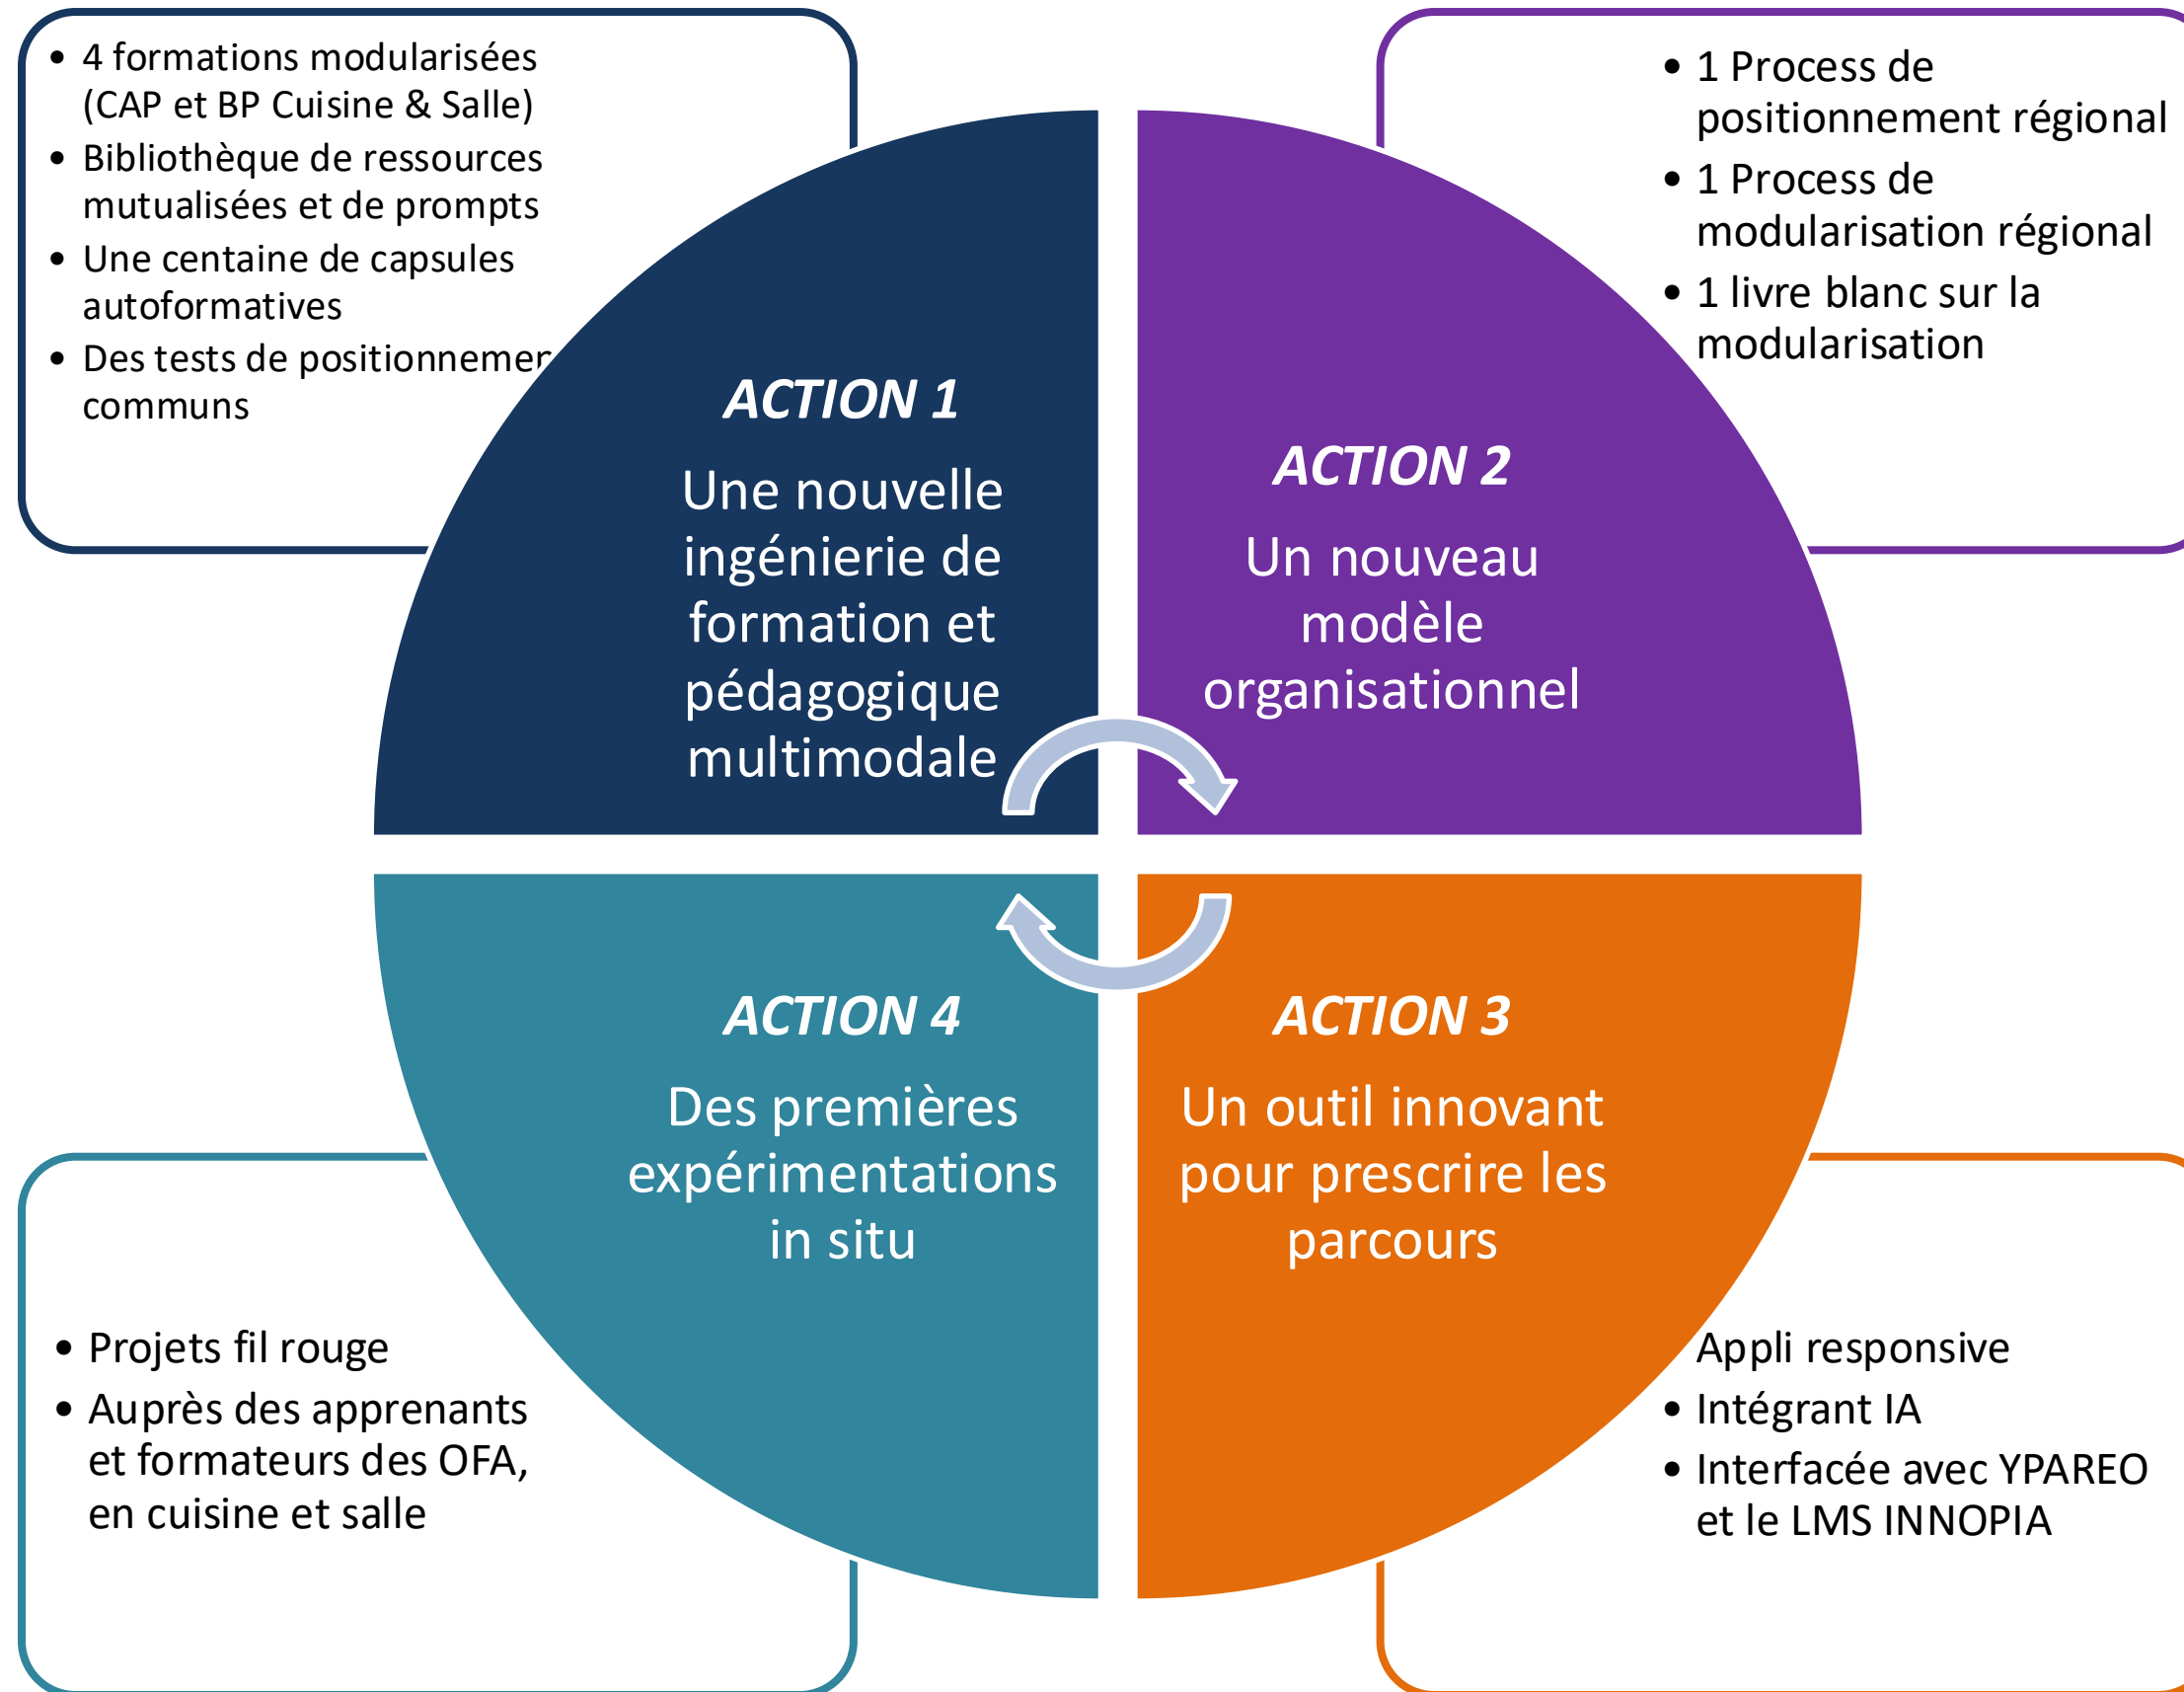 • 4 formations modularisées
(CAP et BP Cuisine & Salle)
• Bibliothèque de ressources
mutualisées et de prompts
• Une centaine de capsules
autoformatives
• Des tests de
communs
• 1 Process de
positionnement régional
• 1 Process de
modularisation régional
• 1 livre blanc sur la
modularisation
ACTION 1
Une nouvelle
ingénierie de
formation et
pédagogique
multimodale
ACTION 2
Un nouveau
modèle
organisationnel
ACTION 4
Des premières
expérimentations
in situ
ACTION 3
Un outil innovant
pour prescrire les
parcours
• Projets fil rouge
• Auprès des apprenants
et formateurs des OFA,
en cuisine et salle
Appli responsive
• Intégrant IA
• Interfacée avec YPAREO
et le LMS INNOPIA